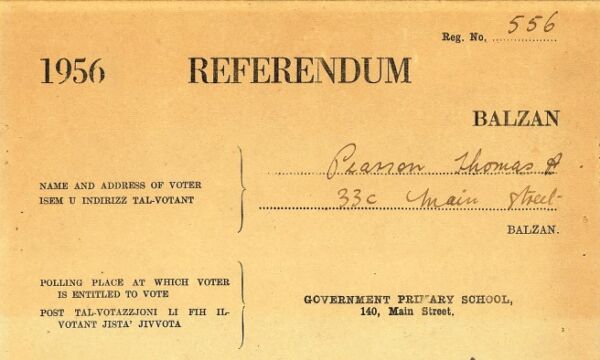 Reg. No. 556
1956 REFERENDUM
BALZAN
NAME AND ADDRESS OF VOTER
ISEM U INDIRIZZ TAL-VOTANT
Pearson Thomas A
33c Main Street
BALZAN.
POLLING PLACE AT WHICH VOTER
IS ENTITLED TO VOTE
POST TAL-VOTAZZJONI LI FIH IL-
VOTANT JISTA' JIVVOTA
GOVERNMENT PRIMARY SCHOOL,
140, Main Street.